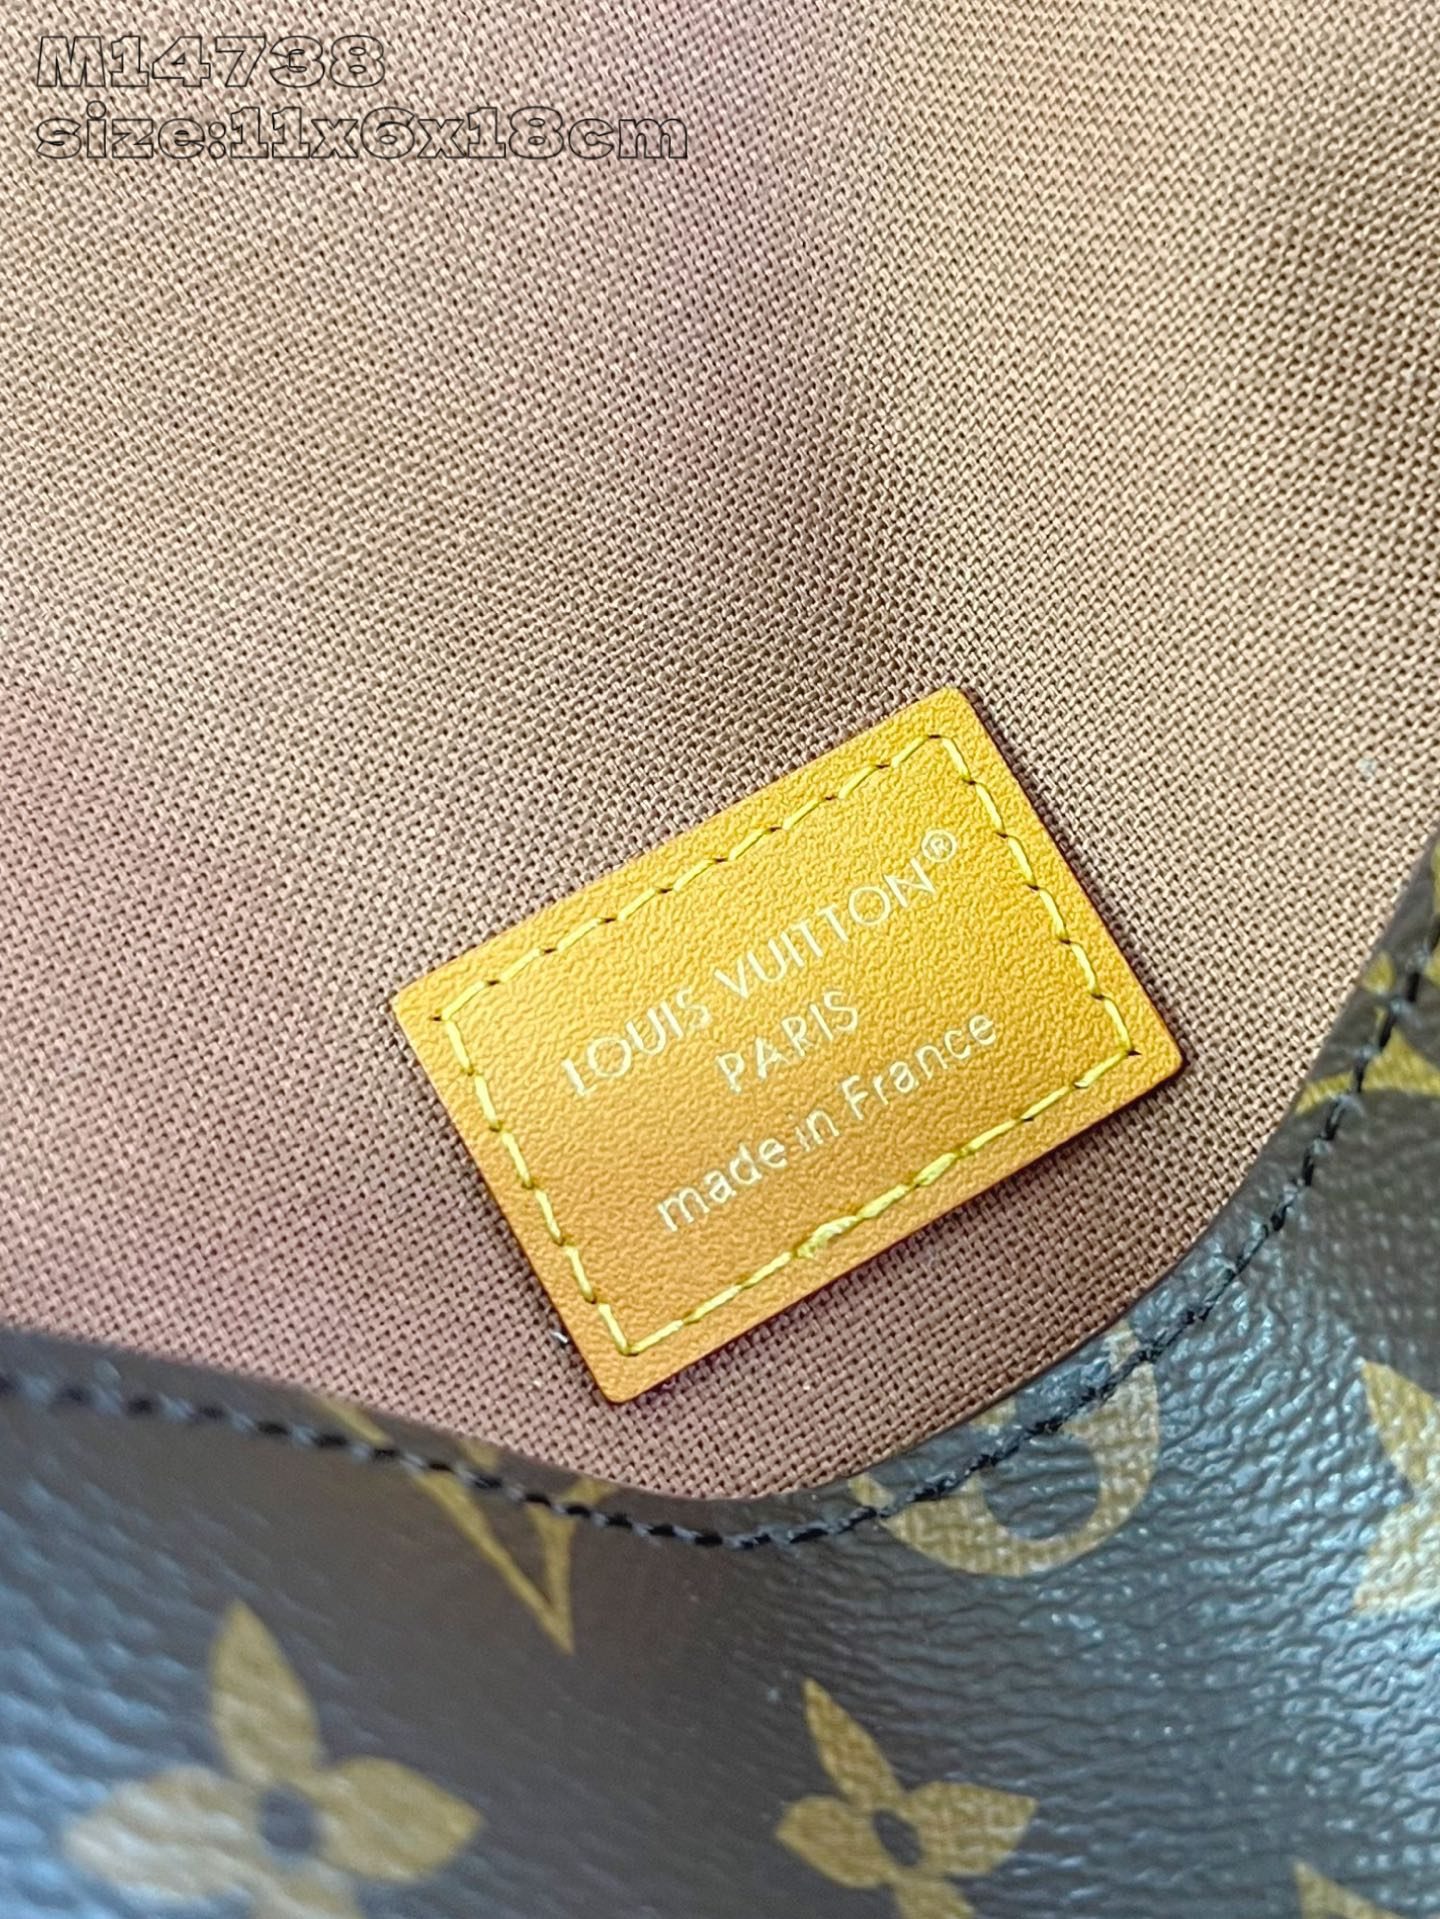 M14738
size:11x6x18cm
LOUIS VUITTON®
PARIS
made in France